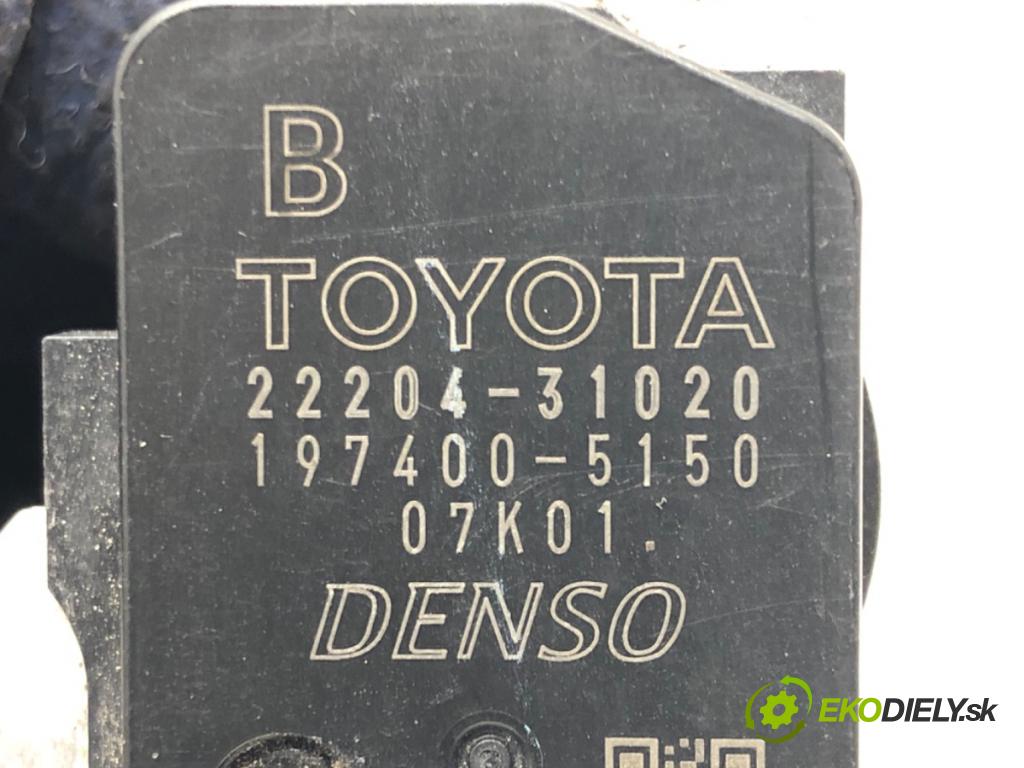 B
TOYOTA
22204-31020
197400-5150
07K01.
DENSO
EKODIELY.sk